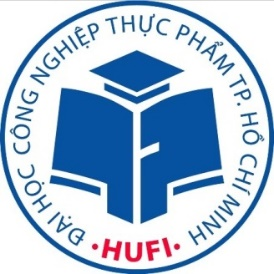 ĐẠI HỌC CÔNG NGHIỆP THỰC PHẨM TP. HỒ CHÍ MINH
• HUFI •